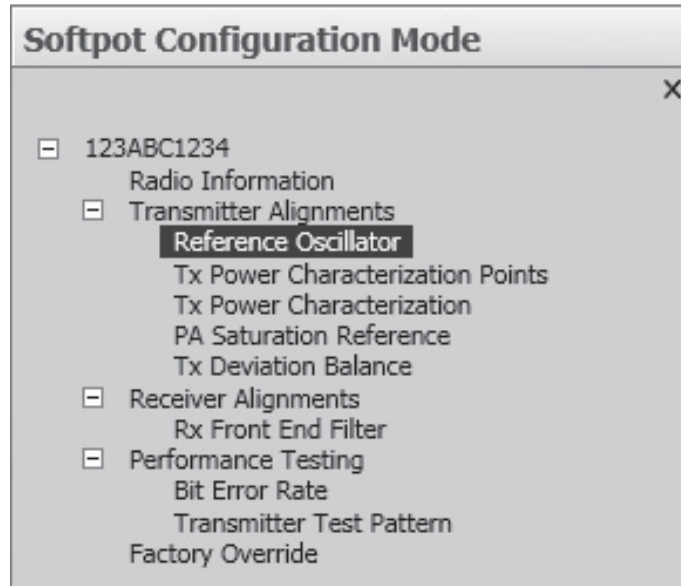 Softpot Configuration Mode
X
123ABC1234
Radio Information
Transmitter Alignments
Reference Oscillator
Tx Power Characterization Points
Tx Power Characterization
PA Saturation Reference
Tx Deviation Balance
Receiver Alignments
Rx Front End Filter
Performance Testing
Bit Error Rate
Transmitter Test Pattern
Factory Override